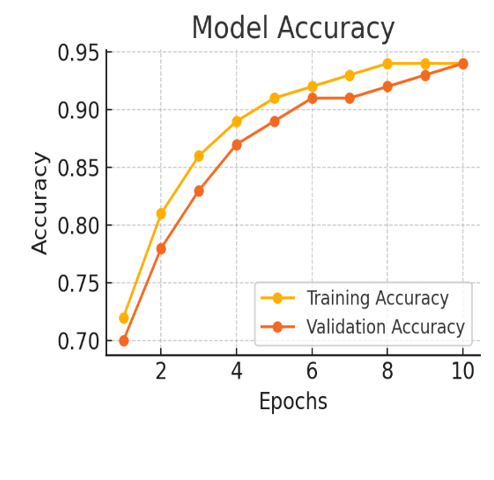 Model Accuracy
0.95
0.90
0.85
0.80
0.75
0.70
Accuracy
Training Accuracy
Validation Accuracy
2 4 6 8 10
Epochs